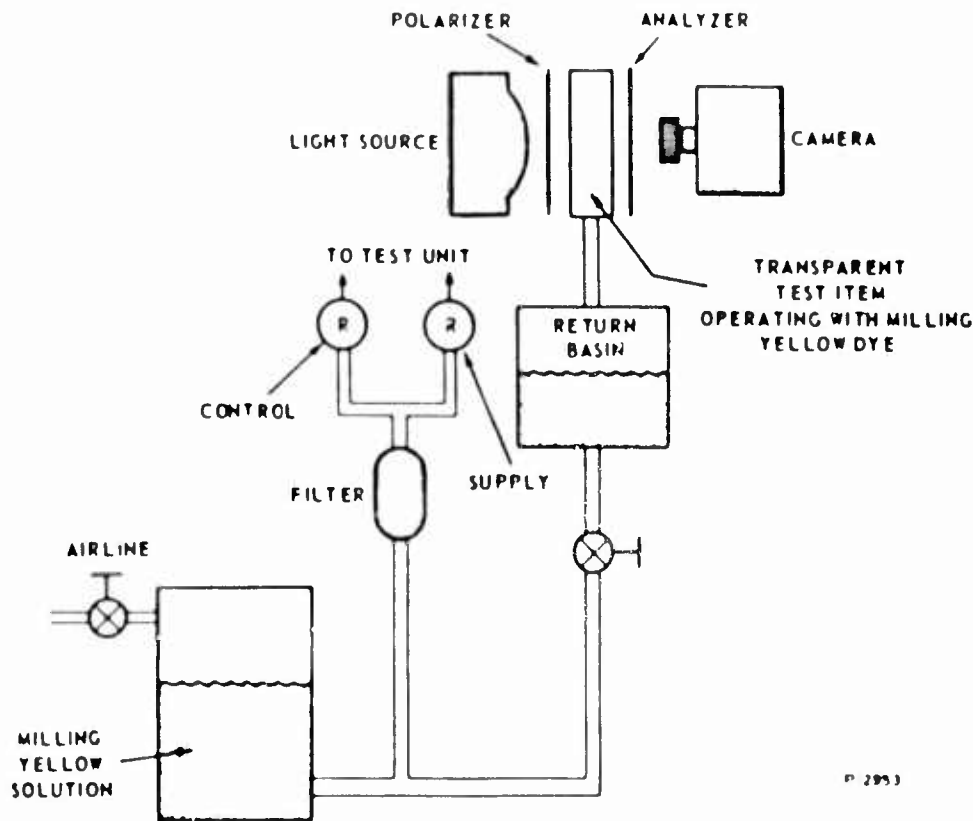 POLARIZER
ANALYZER
LIGHT SOURCE
CAMERA
TO TEST UNIT
TRANSPARENT
TEST ITEM
OPERATING WITH MILLING
YELLOW DYE
R
R
RETURN
BASIN
CONTROL
SUPPLY
FILTER
AIRLINE
MILLING
YELLOW
SOLUTION
P 2953